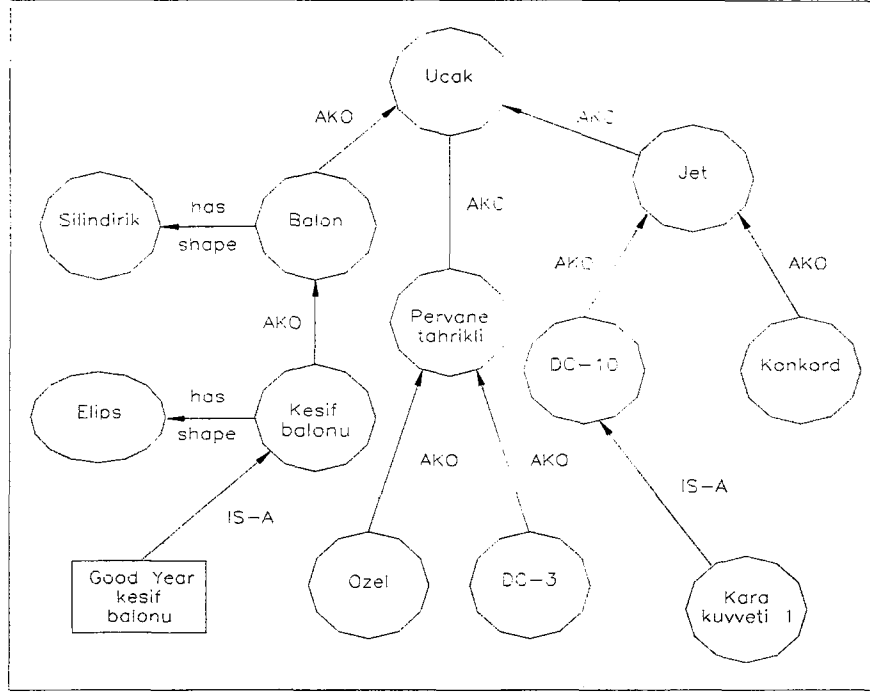 Ucak
AKO
AKO
Jet
Silindirik
has
shape
Balon
AKO
AKO
AKO
AKO
Pervane
tahrikli
DC-10
Konkord
Elips
has
shape
Kesif
balonu
AKO
AKO
IS-A
IS-A
Good Year
kesif
balonu
Ozel
DC-3
Kara
kuvveti 1